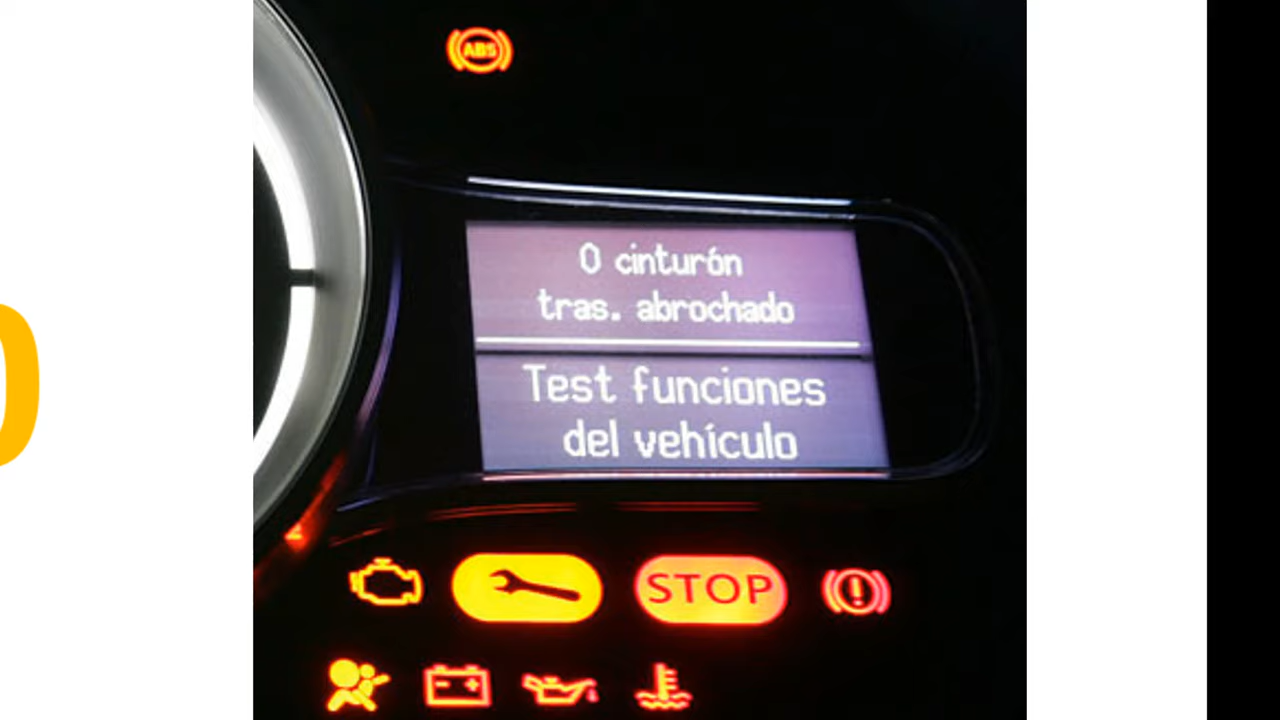 ABS
0 cinturón
tras. abrochado
Test funciones
del vehículo
STOP